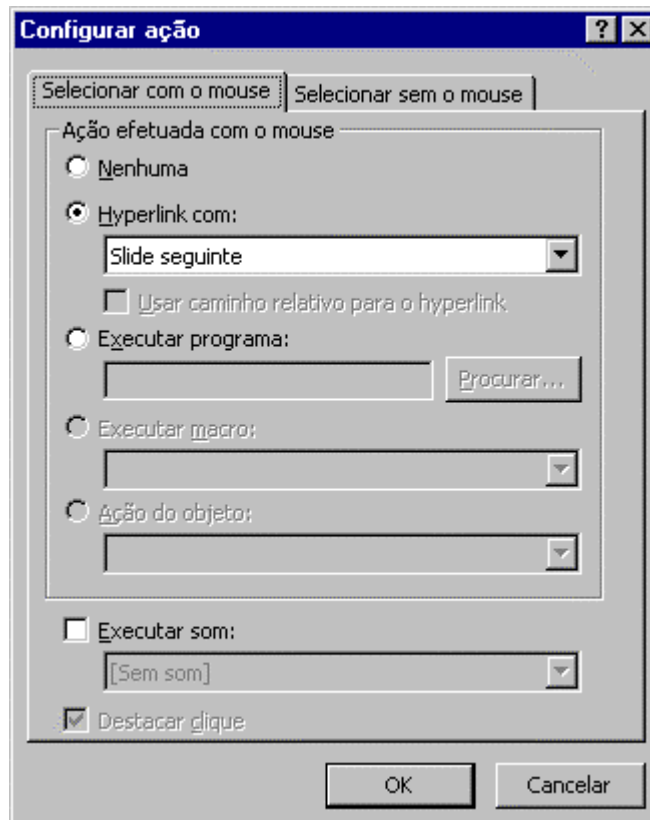 Configurar ação
Selecionar com o mouse
Selecionar sem o mouse
Ação efetuada com o mouse
Nenhuma
Hyperlink com:
Slide seguinte
Usar caminho relativo para o hyperlink
Executar programa:
Procurar...
Executar macro:
Ação do objeto:
Executar som:
[Sem som]
Destacar clique
OK
Cancelar